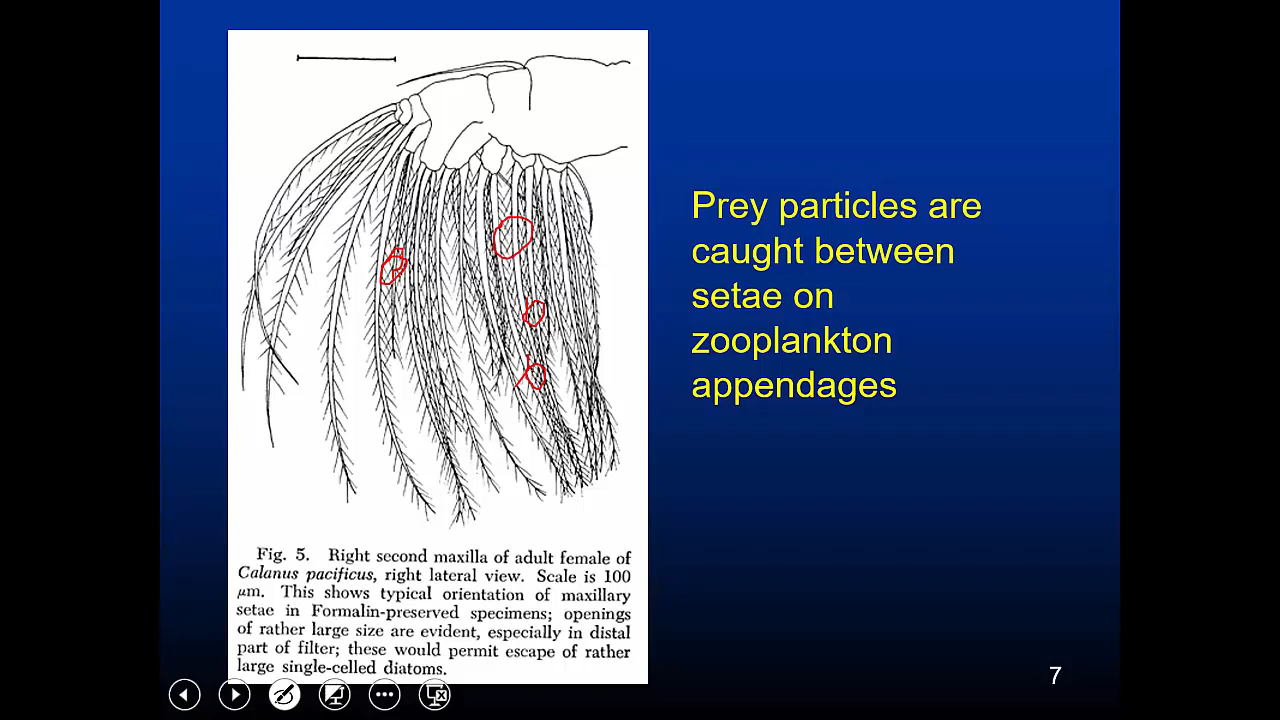 Prey particles are
caught between
setae on
zooplankton
appendages
Fig. 5. Right second maxilla of adult female of
Calanus pacificus, right lateral view. Scale is 100
μm. This shows typical orientation of maxillary
setae in Formalin-preserved specimens; openings
of rather large size are evident, especially in distal
part of filter; these would permit escape of rather
large single-celled diatoms.
7